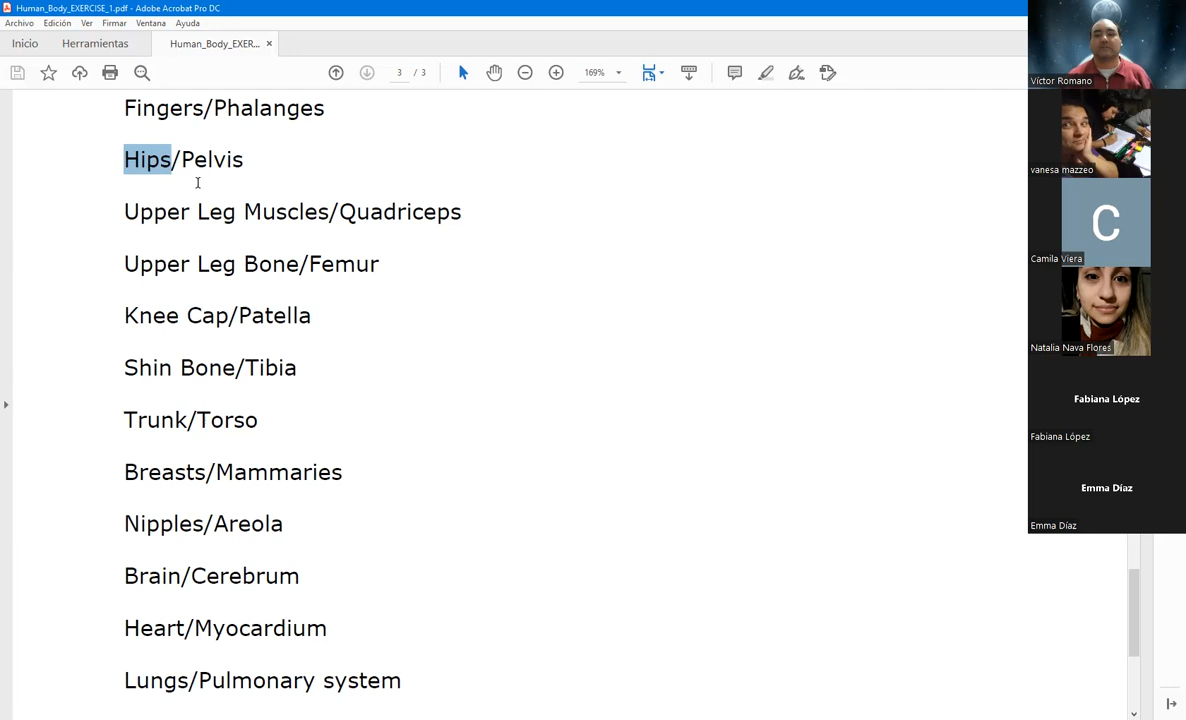 Human_Body_EXERCISE_1.pdf - Adobe Acrobat Pro DC
Archivo Edición Ver Firmar Ventana Ayuda
Inicio Herramientas Human_Body_EXER... ×
3 / 3 169%
Fingers/Phalanges
Hips/Pelvis
Upper Leg Muscles/Quadriceps
Upper Leg Bone/Femur
Knee Cap/Patella
Shin Bone/Tibia
Trunk/Torso
Breasts/Mammaries
Nipples/Areola
Brain/Cerebrum
Heart/Myocardium
Lungs/Pulmonary system
Víctor Romano
vanesa mazzeo
C
Camila Viera
Natalia Nava Flores
Fabiana López
Fabiana López
Emma Díaz
Emma Díaz